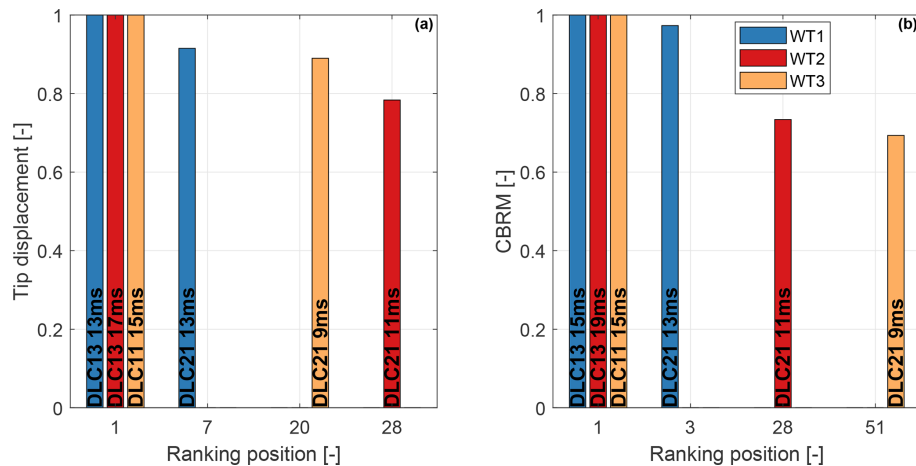 (a)
Tip displacement [-]
1
0.8
0.6
0.4
0.2
0
DLC13 13ms
DLC13 17ms
DLC11 15ms
DLC21 13ms
DLC21 9ms
DLC21 11ms
1
7
20
28
Ranking position [-]
(b)
WT1
WT2
WT3
CBRM [-]
1
0.8
0.6
0.4
0.2
0
DLC13 15ms
DLC13 19ms
DLC11 15ms
DLC21 13ms
DLC21 11ms
DLC21 9ms
1
3
28
51
Ranking position [-]